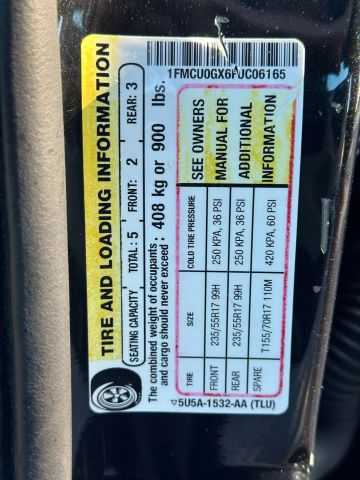 1FMCU0GX6FUC06165
TIRE AND LOADING INFORMATION
SEATING CAPACITY TOTAL: 5 FRONT: 2 REAR: 3
The combined weight of occupants and cargo should never exceed: 408 kg or 900 lbs.
TIRE SIZE COLD TIRE PRESSURE
FRONT 235/55R17 99H 250 KPA, 36 PSI
REAR 235/55R17 99H 250 KPA, 36 PSI
SPARE T155/70R17 110M 420 KPA, 60 PSI
SEE OWNERS
MANUAL FOR
ADDITIONAL
INFORMATION
▽5U5A-1532-AA (TLU)